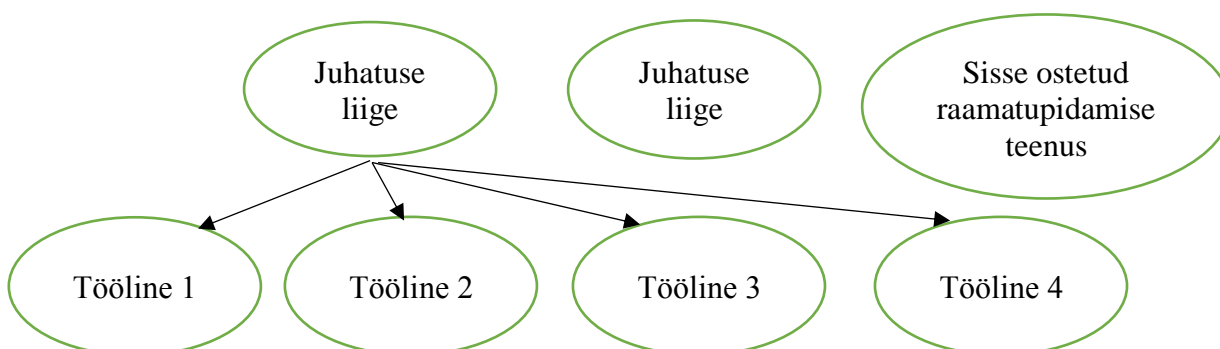 Juhatuse
liige
Juhatuse
liige
Sisse ostetud
raamatupidamise
teenus
Tööline 1
Tööline 2
Tööline 3
Tööline 4